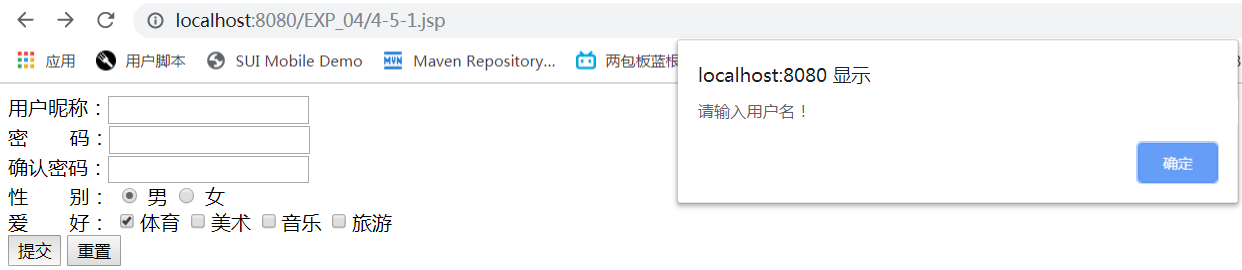 localhost:8080/EXP_04/4-5-1.jsp
应用 用户脚本 SUI Mobile Demo MVN Maven Repository... 两包板蓝根
localhost:8080 显示
请输入用户名！
确定
用户昵称：
密 码：
确认密码：
性 别： 男 女
爱 好： 体育 美术 音乐 旅游
提交 重置